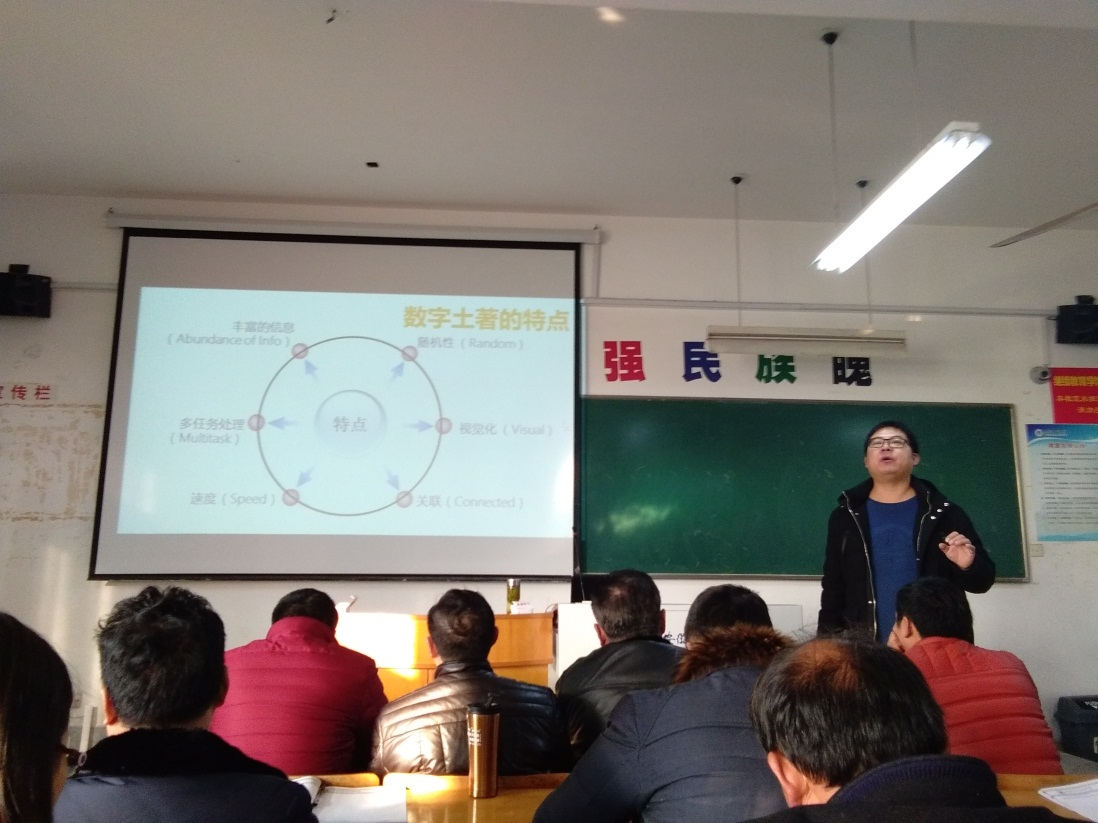 数字土著的特点
丰富的信息
( Abundance of Info )
随机性 ( Random )
多任务处理
( Multitask )
特点
视觉化 ( Visual )
速度 ( Speed )
关联 ( Connected )
强 民 族 魄
传栏